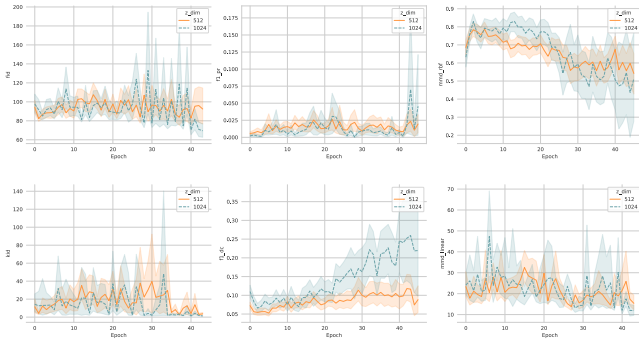 z_dim
512
1024
200
180
160
140
120
100
80
60
fid
0 10 20 30 40
Epoch
z_dim
512
1024
0.175
0.150
0.125
0.100
0.075
0.050
0.025
0.000
f1_pr
0 10 20 30 40
Epoch
z_dim
512
1024
0.9
0.8
0.7
0.6
0.5
0.4
0.3
0.2
mmd_rbf
0 10 20 30 40
Epoch
z_dim
512
1024
140
120
100
80
60
40
20
0
kid
0 10 20 30 40
Epoch
z_dim
512
1024
0.35
0.30
0.25
0.20
0.15
0.10
0.05
f1_dc
0 10 20 30 40
Epoch
z_dim
512
1024
70
60
50
40
30
20
10
mmd_linear
0 10 20 30 40
Epoch